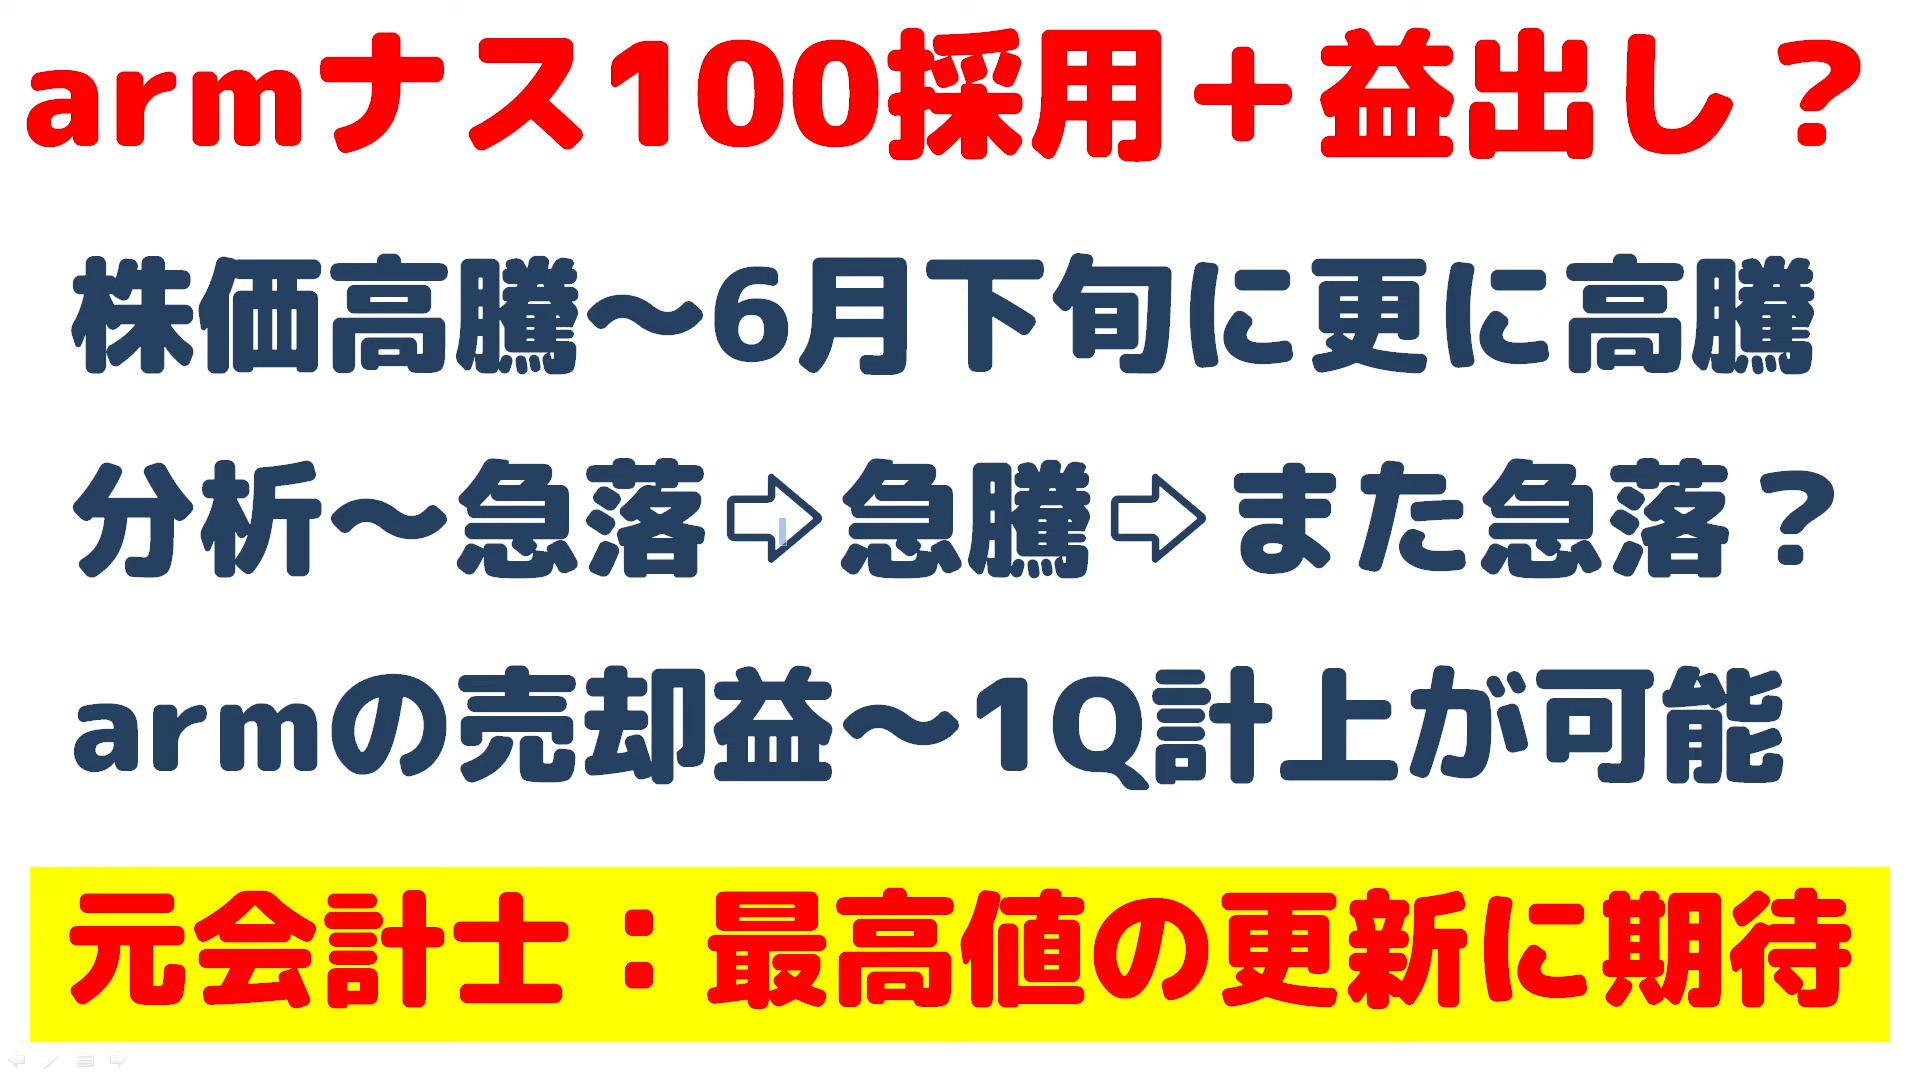 armナス100採用＋益出し？
株価高騰～6月下旬に更に高騰
分析～急落⇨急騰⇨また急落？
armの売却益～1Q計上が可能
元会計士：最高値の更新に期待